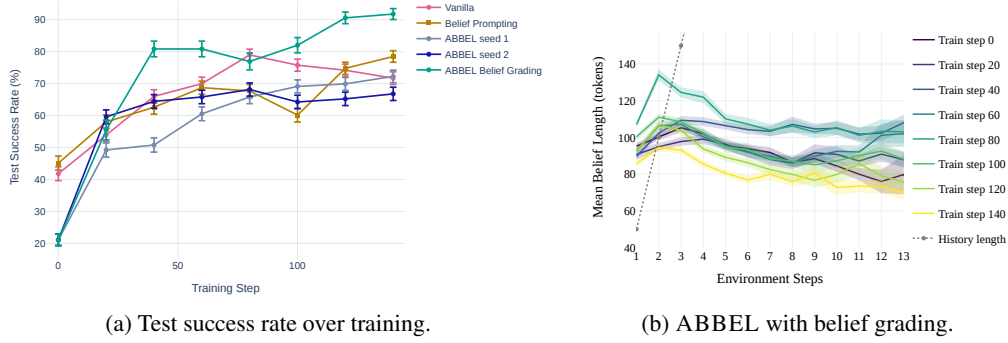 Test Success Rate (%)
90
80
70
60
50
40
30
20
0
50
100
Training Step
Vanilla
Belief Prompting
ABBEL seed 1
ABBEL seed 2
ABBEL Belief Grading
(a) Test success rate over training.
Mean Belief Length (tokens)
140
120
100
80
60
40
1 2 3 4 5 6 7 8 9 10 11 12 13
Environment Steps
Train step 0
Train step 20
Train step 40
Train step 60
Train step 80
Train step 100
Train step 120
Train step 140
History length
(b) ABBEL with belief grading.